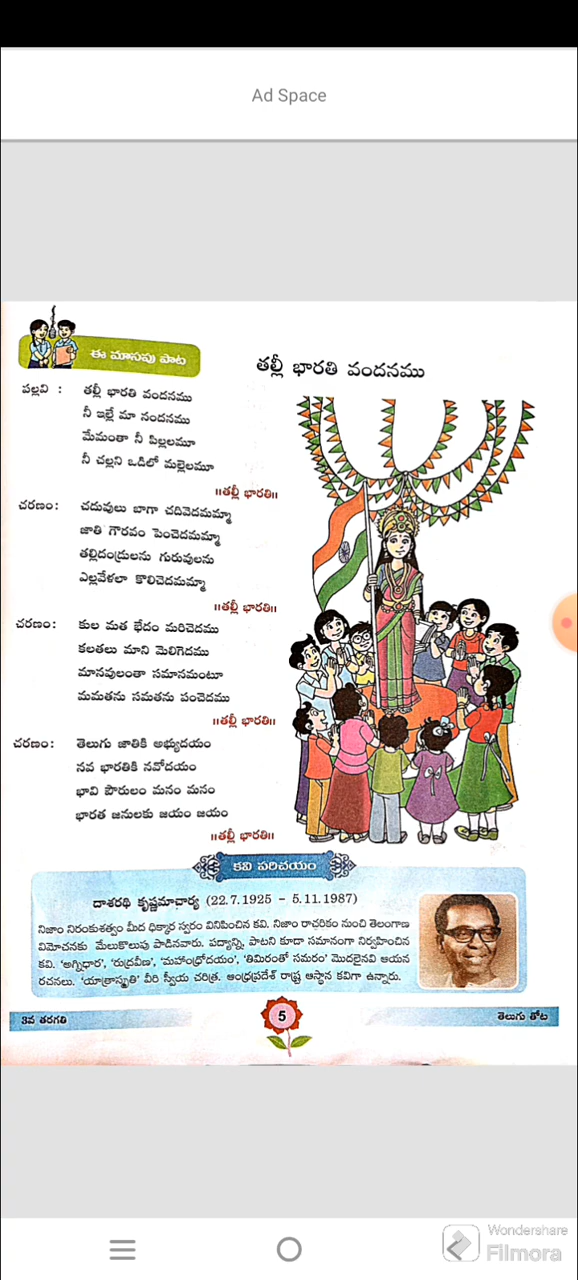 Ad Space
ఈ మాసపు పాట
తల్లీ భారతి వందనము
పల్లవి : తల్లీ భారతి వందనము
నీ ఇల్లే మా నందనము
మేమంతా నీ పిల్లలమూ
నీ చల్లని ఒడిలో మల్లెలమూ
॥తల్లీ భారతి॥
చరణం: చదువులు బాగా చదివెదమమ్మా
జాతి గౌరవం పెంచెదమమ్మా
తల్లిదండ్రులను గురువులను
ఎల్లవేళలా కొలిచెదమమ్మా
॥తల్లీ భారతి॥
చరణం: కుల మత భేదం మరిచెదము
కలతలు మాని మెలిగెదము
మానవులంతా సమానమంటూ
మమతను సమతను పంచెదము
॥తల్లీ భారతి॥
చరణం: తెలుగు జాతికి అభ్యుదయం
నవ భారతికి నవోదయం
భావి పౌరులం మనం మనం
భారత జనులకు జయం జయం
॥తల్లీ భారతి॥
కవి పరిచయం
దాశరథి కృష్ణమాచార్య (22.7.1925 - 5.11.1987)
నిజాం నిరంకుశత్వం మీద ధిక్కార స్వరం వినిపించిన కవి. నిజాం రాచరికం నుంచి తెలంగాణ
విమోచనకు మేలుకొలుపు పాడినవారు. పద్యాన్ని, పాటని కూడా సమానంగా నిర్వహించిన
కవి. 'అగ్నిధార', 'రుద్రవీణ', 'మహాంధ్రోదయం', 'తిమిరంతో సమరం' మొదలైనవి ఆయన
రచనలు. 'యాత్రాస్మృతి' వీరి స్వీయ చరిత్ర. ఆంధ్రప్రదేశ్ రాష్ట్ర ఆస్థాన కవిగా ఉన్నారు.
3వ తరగతి
5
తెలుగు తోట
Wondershare
Filmora